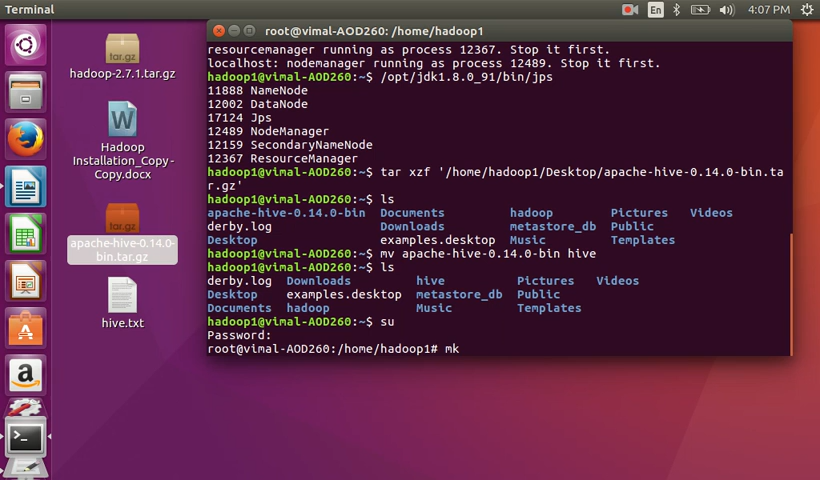 Terminal
En
4:07 PM
hadoop-2.7.1.tar.gz
Hadoop
Installation_Copy-
Copy.docx
apache-hive-0.14.0-
bin.tar.gz
hive.txt
root@vimal-AOD260: /home/hadoop1
resourcemanager running as process 12367. Stop it first.
localhost: nodemanager running as process 12489. Stop it first.
hadoop1@vimal-AOD260:~$ /opt/jdk1.8.0_91/bin/jps
11888 NameNode
12002 DataNode
17124 Jps
12489 NodeManager
12159 SecondaryNameNode
12367 ResourceManager
hadoop1@vimal-AOD260:~$ tar xzf '/home/hadoop1/Desktop/apache-hive-0.14.0-bin.ta
r.gz'
hadoop1@vimal-AOD260:~$ ls
apache-hive-0.14.0-bin Documents hadoop Pictures Videos
derby.log Downloads metastore_db Public
Desktop examples.desktop Music Templates
hadoop1@vimal-AOD260:~$ mv apache-hive-0.14.0-bin hive
hadoop1@vimal-AOD260:~$ ls
derby.log Downloads hive Pictures Videos
Desktop examples.desktop metastore_db Public
Documents hadoop Music Templates
hadoop1@vimal-AOD260:~$ su
Password:
root@vimal-AOD260:/home/hadoop1# mk